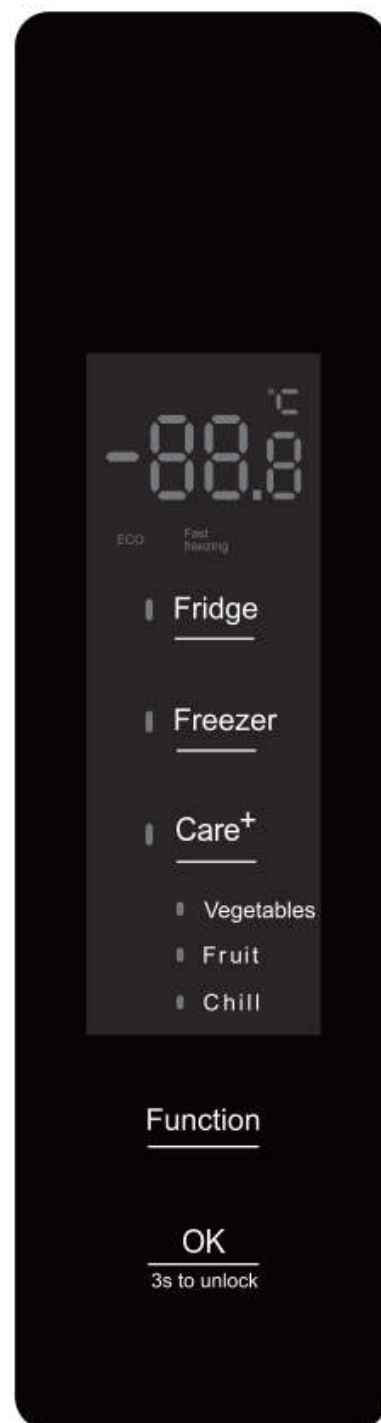 °C
-88.8
ECO
Fast
freezing
Fridge
Freezer
Care+
Vegetables
Fruit
Chill
Function
OK
3s to unlock